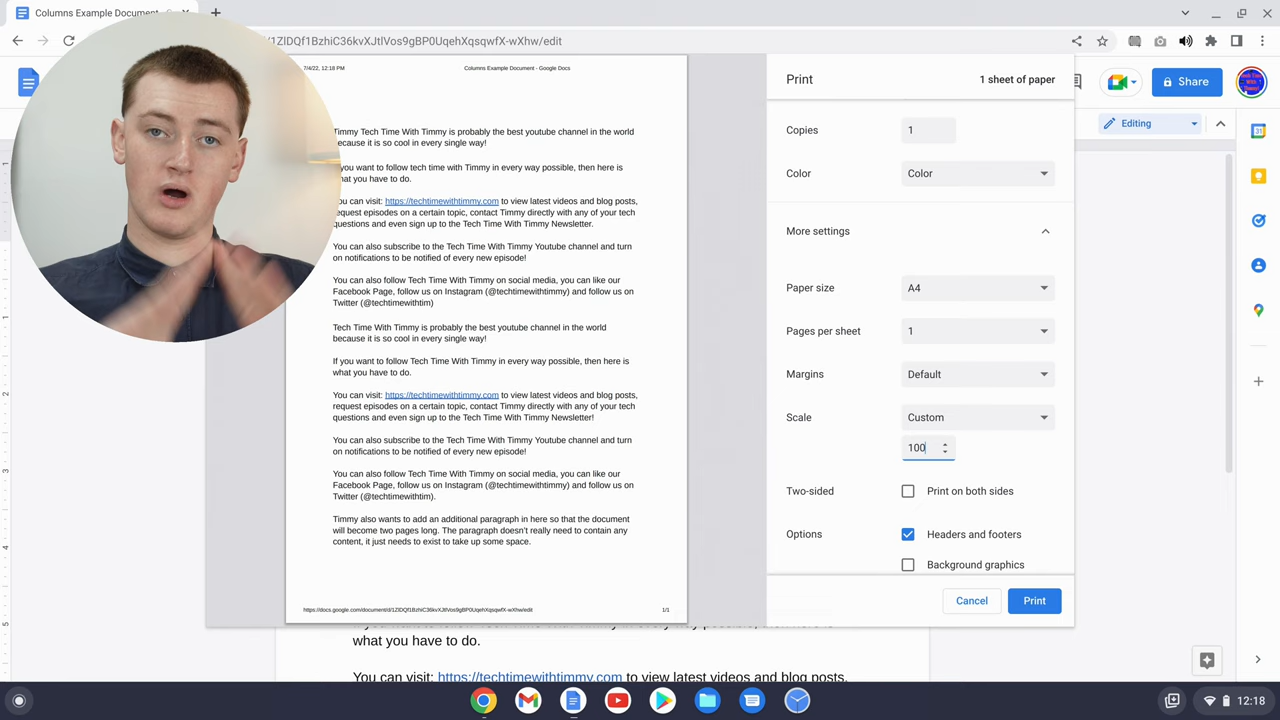 Columns Example Document
1ZlDQf1BzhiC36kvXJtlVos9gBP0UqehXqsqwfX-wXhw/edit
7/4/22, 12:18 PM
Columns Example Document - Google Docs
Timmy Tech Time With Timmy is probably the best youtube channel in the world
because it is so cool in every single way!
you want to follow tech time with Timmy in every way possible, then here is
what you have to do.
You can visit: https://techtimewithtimmy.com to view latest videos and blog posts,
request episodes on a certain topic, contact Timmy directly with any of your tech
questions and even sign up to the Tech Time With Timmy Newsletter.
You can also subscribe to the Tech Time With Timmy Youtube channel and turn
on notifications to be notified of every new episode!
You can also follow Tech Time With Timmy on social media, you can like our
Facebook Page, follow us on Instagram (@techtimewithtimmy) and follow us on
Twitter (@techtimewithtim)
Tech Time With Timmy is probably the best youtube channel in the world
because it is so cool in every single way!
If you want to follow Tech Time With Timmy in every way possible, then here is
what you have to do.
You can visit: https://techtimewithtimmy.com to view latest videos and blog posts,
request episodes on a certain topic, contact Timmy directly with any of your tech
questions and even sign up to the Tech Time With Timmy Newsletter!
You can also subscribe to the Tech Time With Timmy Youtube channel and turn
on notifications to be notified of every new episode!
You can also follow Tech Time With Timmy on social media, you can like our
Facebook Page, follow us on Instagram (@techtimewithtimmy) and follow us on
Twitter (@techtimewithtim).
Timmy also wants to add an additional paragraph in here so that the document
will become two pages long. The paragraph doesn't really need to contain any
content, it just needs to exist to take up some space.
https://docs.google.com/document/d/1ZlDQf1BzhiC36kvXJtlVos9gBP0UqehXqsqwfX-wXhw/edit
1/1
Print
1 sheet of paper
Copies
1
Color
Color
More settings
Paper size
A4
Pages per sheet
1
Margins
Default
Scale
Custom
100
Two-sided
Print on both sides
Options
Headers and footers
Background graphics
Cancel
Print
Share
Editing
1
2
3
4
5
what you have to do.
You can visit: https://techtimewithtimmy.com to view latest videos and blog posts,
12:18